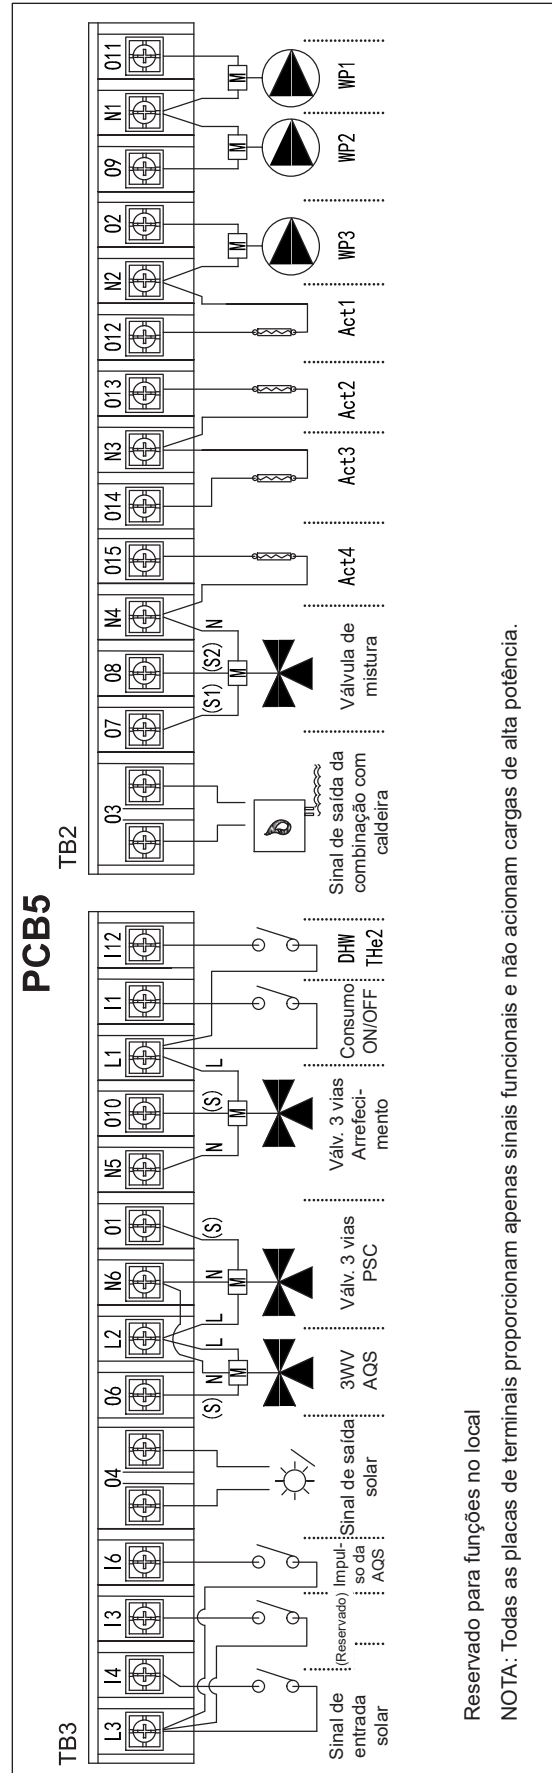 PCB5
TB3
L3 I4 I3 I6 04 06 L2 N6 01 N5 010 L1 I1 I12
(S) N L L N (S) N (S) L
Sinal de
entrada
solar
(Reservado)
Impul-
so da
AQS
Sinal de saída
solar
3WV
AQS
Válv. 3 vias
PSC
Válv. 3 vias
Arrefeci-
mento
Consumo
ON/OFF
DHW
THe2
TB2
03 07 08 N4 015 014 N3 013 012 N2 02 09 N1 011
(S1) (S2) N
M M M M M M M
Sinal de saída da
combinação com
caldeira
Válvula de
mistura
Act4
Act3
Act2
Act1
WP3
WP2
WP1
Reservado para funções no local
NOTA: Todas as placas de terminais proporcionam apenas sinais funcionais e não acionam cargas de alta potência.